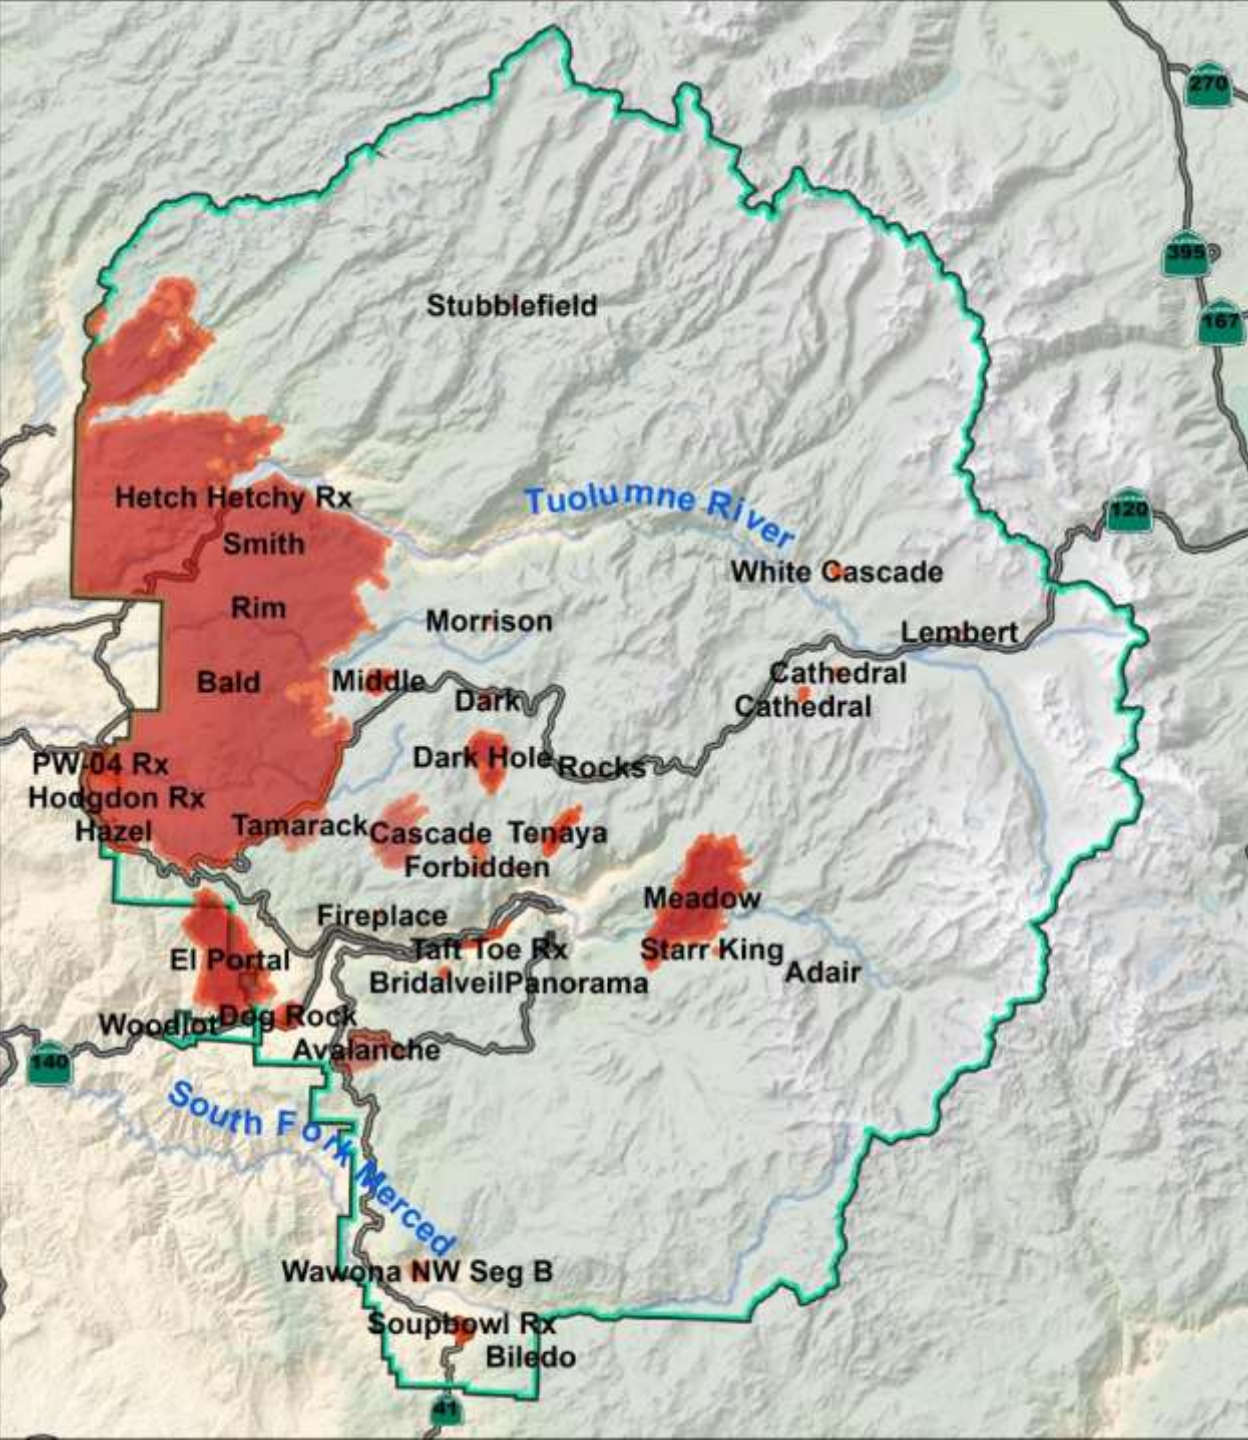 270
395
167
Stubblefield
Hetch Hetchy Rx
Tuolumne River
120
Smith
White Cascade
Rim
Morrison
Lembert
Bald
Middle
Cathedral
Dark
Cathedral
PW-04 Rx
Dark Hole
Rocks
Hodgdon Rx
Hazel
Tamarack
Cascade
Tenaya
Forbidden
Meadow
Fireplace
El Portal
Taft Toe Rx
Starr King
Bridalveil
Panorama
Adair
Woodlot
Dog Rock
Avalanche
140
South Fork Merced
Wawona NW Seg B
Soupbowl Rx
Biledo
41